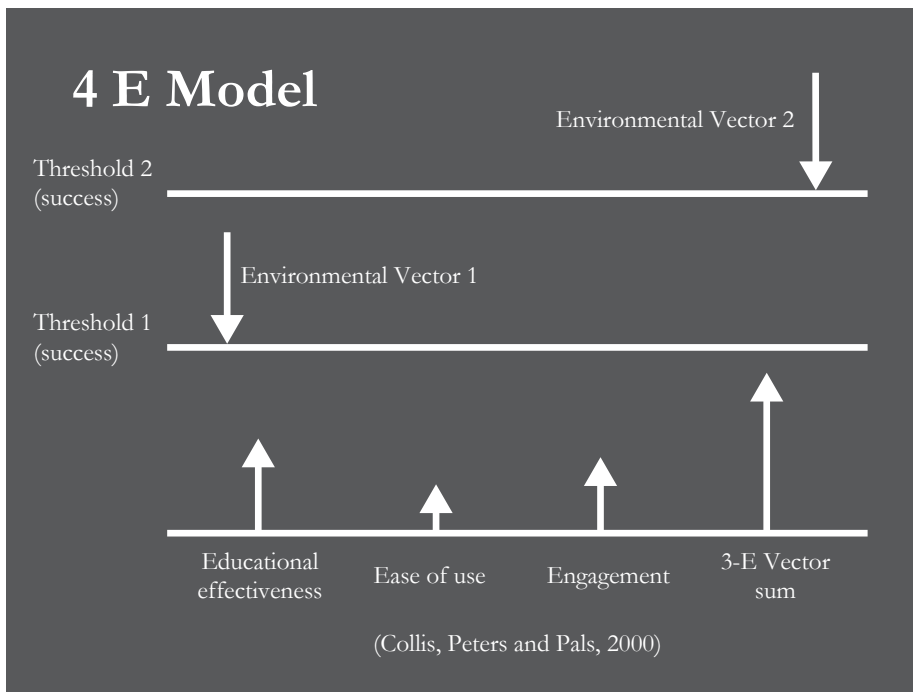 4 E Model
Environmental Vector 2
Threshold 2
(success)
Environmental Vector 1
Threshold 1
(success)
Educational
effectiveness
Ease of use
Engagement
3-E Vector
sum
(Collis, Peters and Pals, 2000)